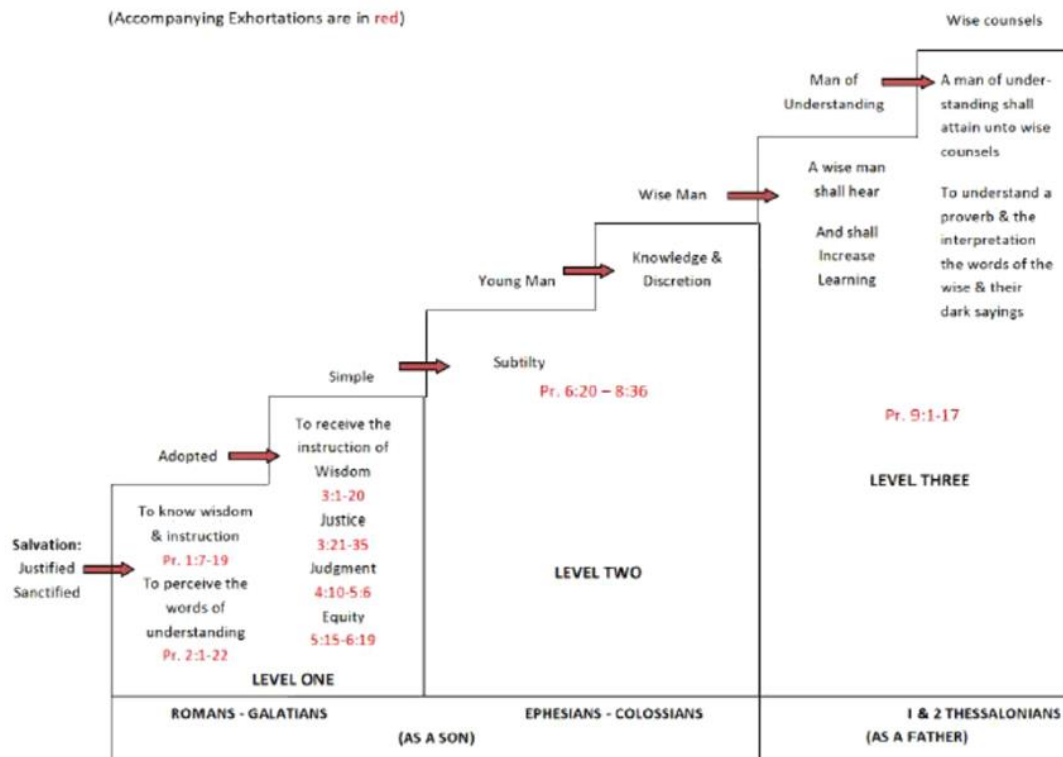 (Accompanying Exhortations are in red)
Wise counsels
Man of
Understanding
A man of under-
standing shall
attain unto wise
counsels
To understand a
proverb & the
interpretation
the words of the
wise & their
dark sayings
Wise Man
A wise man
shall hear
And shall
Increase
Learning
Young Man
Knowledge &
Discretion
Simple
Subtilty
Pr. 6:20 – 8:36
Pr. 9:1-17
LEVEL THREE
Adopted
To receive the
instruction of
Wisdom
3:1-20
Justice
3:21-35
Judgment
4:10-5:6
Equity
5:15-6:19
Salvation:
Justified
Sanctified
To know wisdom
& instruction
Pr. 1:7-19
To perceive the
words of
understanding
Pr. 2:1-22
LEVEL TWO
LEVEL ONE
ROMANS - GALATIANS
EPHESIANS - COLOSSIANS
I & 2 THESSALONIANS
(AS A SON)
(AS A FATHER)